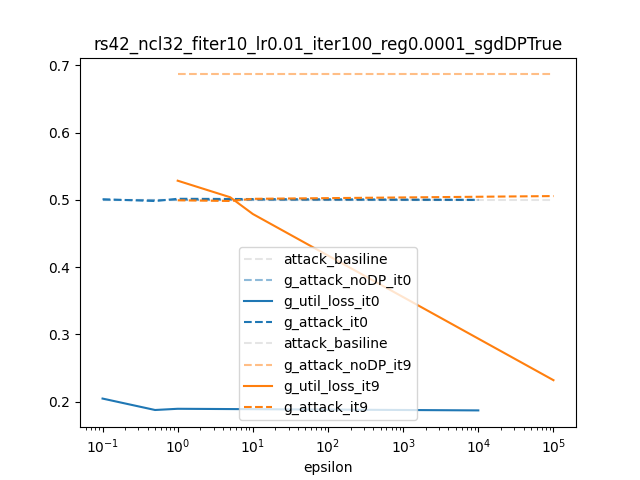 rs42_ncl32_fiter10_lr0.01_iter100_reg0.0001_sgdDPTrue
0.7
0.6
0.5
0.4
0.3
0.2
attack_basiline
g_attack_noDP_it0
g_util_loss_it0
g_attack_it0
attack_basiline
g_attack_noDP_it9
g_util_loss_it9
g_attack_it9
10⁻¹ 10⁰ 10¹ 10² 10³ 10⁴ 10⁵
epsilon